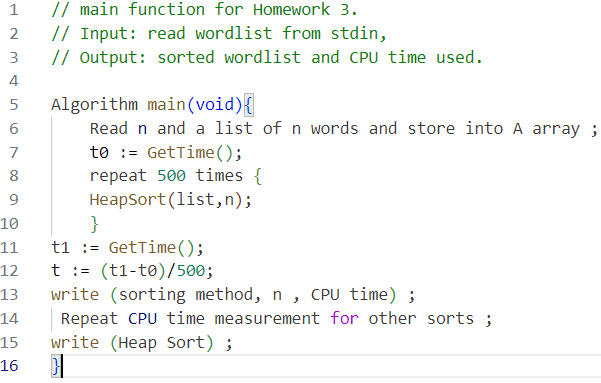 1 // main function for Homework 3.
2 // Input: read wordlist from stdin,
3 // Output: sorted wordlist and CPU time used.
4
5 Algorithm main(void){
6 Read n and a list of n words and store into A array ;
7 t0 := GetTime();
8 repeat 500 times {
9 HeapSort(list,n);
10 }
11 t1 := GetTime();
12 t := (t1-t0)/500;
13 write (sorting method, n , CPU time) ;
14 Repeat CPU time measurement for other sorts ;
15 write (Heap Sort) ;
16 }